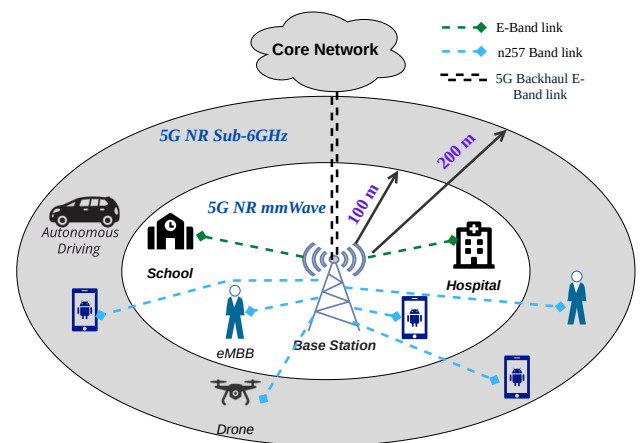 Core Network
E-Band link
n257 Band link
5G Backhaul E-
Band link
5G NR Sub-6GHz
200 m
100 m
5G NR mmWave
Autonomous
Driving
School
Hospital
eMBB
Base Station
Drone